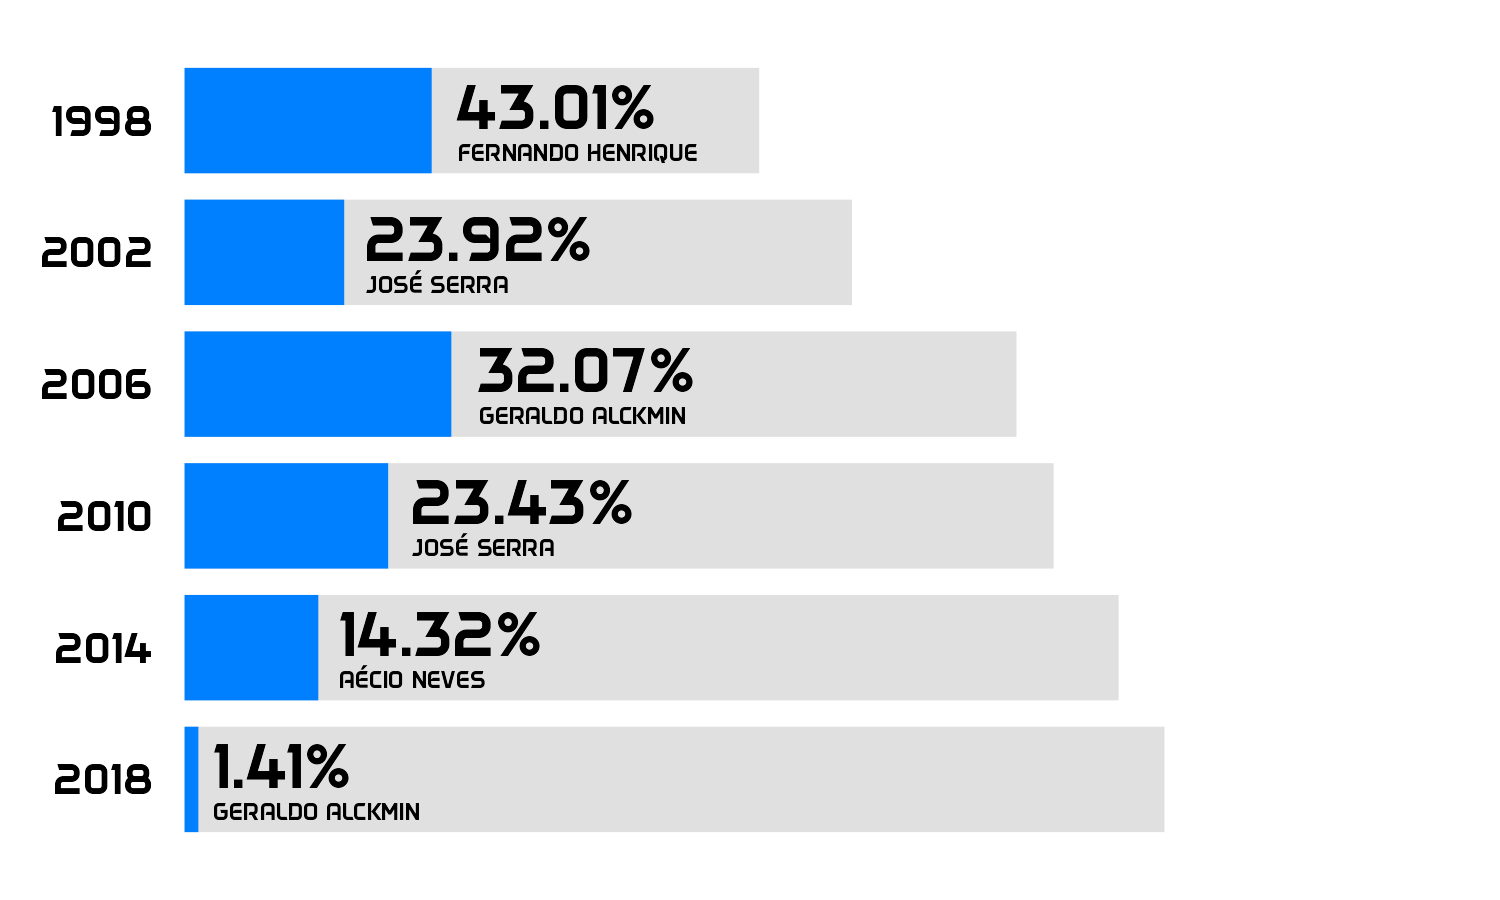 1998
43.01%
FERNANDO HENRIQUE
2002
23.92%
JOSÉ SERRA
2006
32.07%
GERALDO ALCKMIN
2010
23.43%
JOSÉ SERRA
2014
14.32%
AÉCIO NEVES
2018
1.41%
GERALDO ALCKMIN